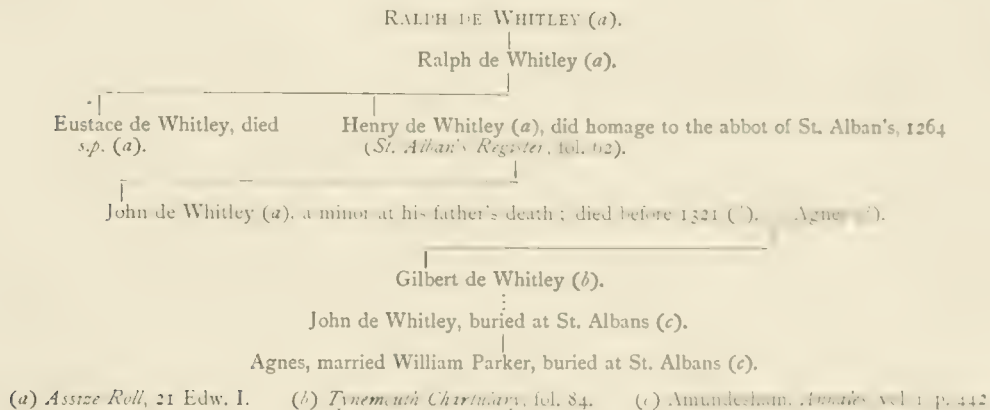 RALPH DE WHITLEY (a).
Ralph de Whitley (a).
Eustace de Whitley, died
s.p. (a).
Henry de Whitley (a), did homage to the abbot of St. Alban's, 1264
(St. Alban's Register, fol. 62).
John de Whitley (a), a minor at his father's death ; died before 1321 ( ). Agnes
Gilbert de Whitley (b).
John de Whitley, buried at St. Albans (c).
Agnes, married William Parker, buried at St. Albans (c).
(a) Assize Roll, 21 Edw. I. (b) Tynemouth Chartulary, fol. 84. (c) Amundesham, Annales, vol. i. p. 442